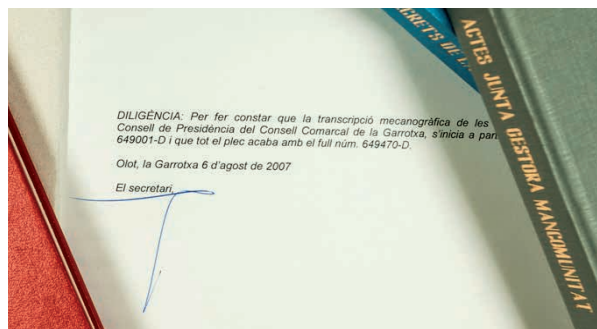 DILIGÈNCIA: Per fer constar que la transcripció mecanogràfica de les
Consell de Presidència del Consell Comarcal de la Garrotxa, s'inicia a
649001-D i que tot el plec acaba amb el full núm. 649470-D.
Olot, la Garrotxa 6 d'agost de 2007
El secretari,
ACTES JUNTA GESTORA MANCOMUNITAT